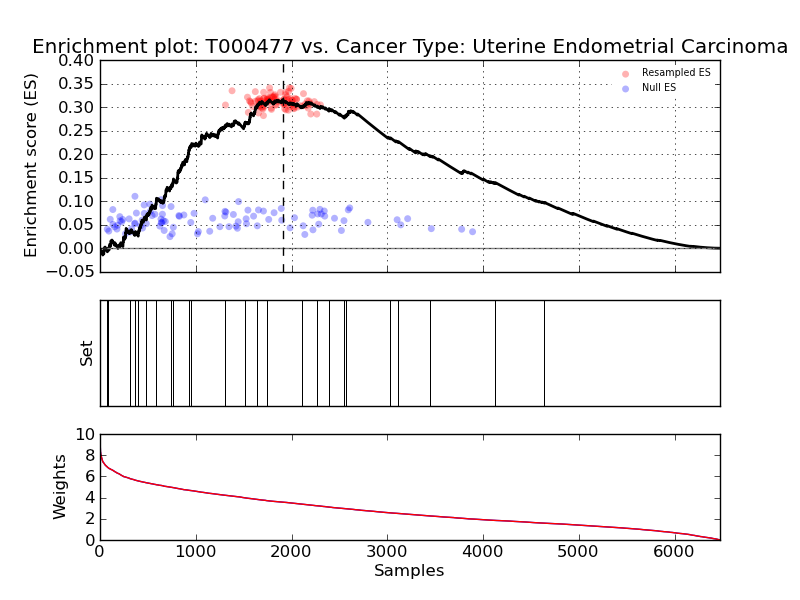 Enrichment plot: T000477 vs. Cancer Type: Uterine Endometrial Carcinoma
Enrichment score (ES)
0.40
0.35
0.30
0.25
0.20
0.15
0.10
0.05
0.00
−0.05
Resampled ES
Null ES
Set
Weights
10
8
6
4
2
0
0 1000 2000 3000 4000 5000 6000
Samples